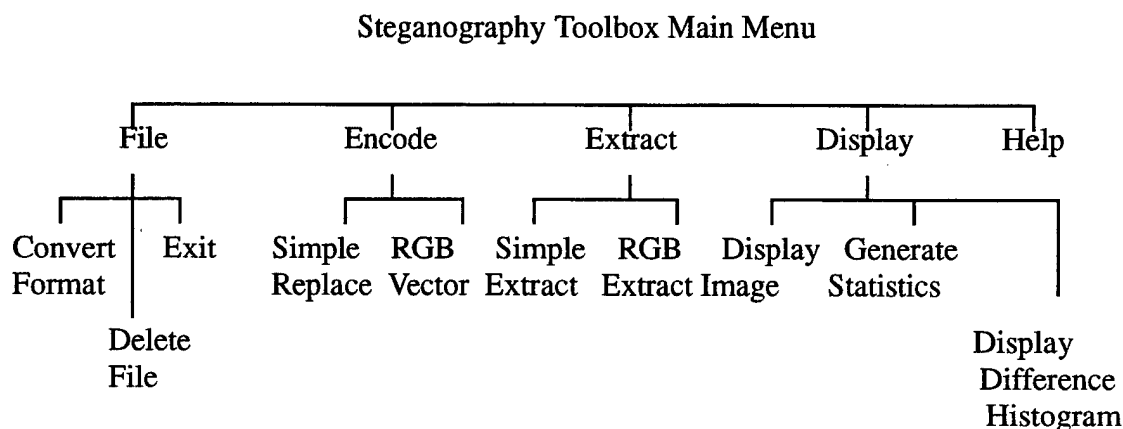 Steganography Toolbox Main Menu
File Encode Extract Display Help
Convert Exit Simple RGB Simple RGB Display Generate
Format Replace Vector Extract Extract Image Statistics
Delete Display
File Difference
Histogram